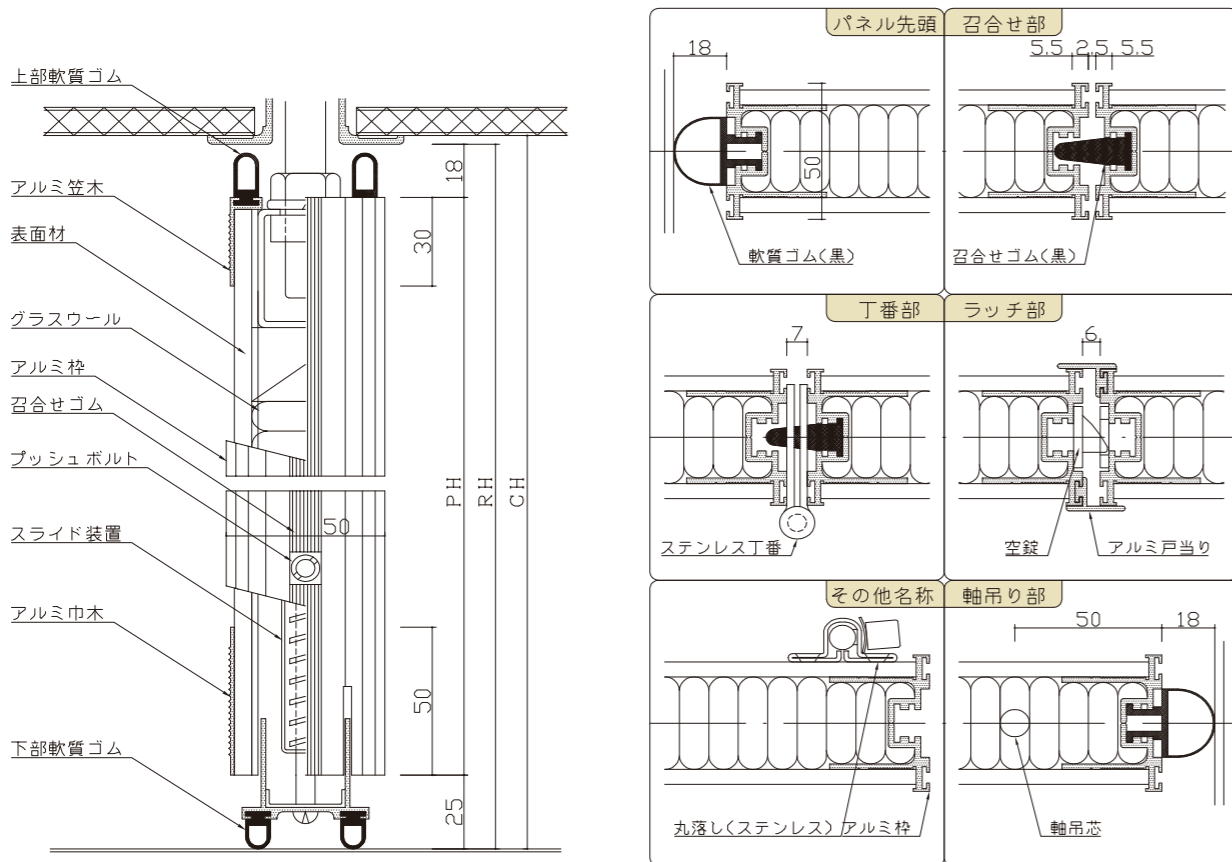 上部軟質ゴム
アルミ笠木
表面材
グラスウール
アルミ枠
召合せゴム
プッシュボルト
スライド装置
アルミ巾木
下部軟質ゴム
18
30
PH
RH
CH
50
50
25
パネル先頭
18
50
軟質ゴム(黒)
召合せ部
5.5 2.5 5.5
召合せゴム(黒)
丁番部
7
ステンレス丁番
ラッチ部
6
空錠
アルミ戸当り
その他名称
丸落し(ステンレス)
アルミ枠
軸吊り部
50
18
軸吊芯